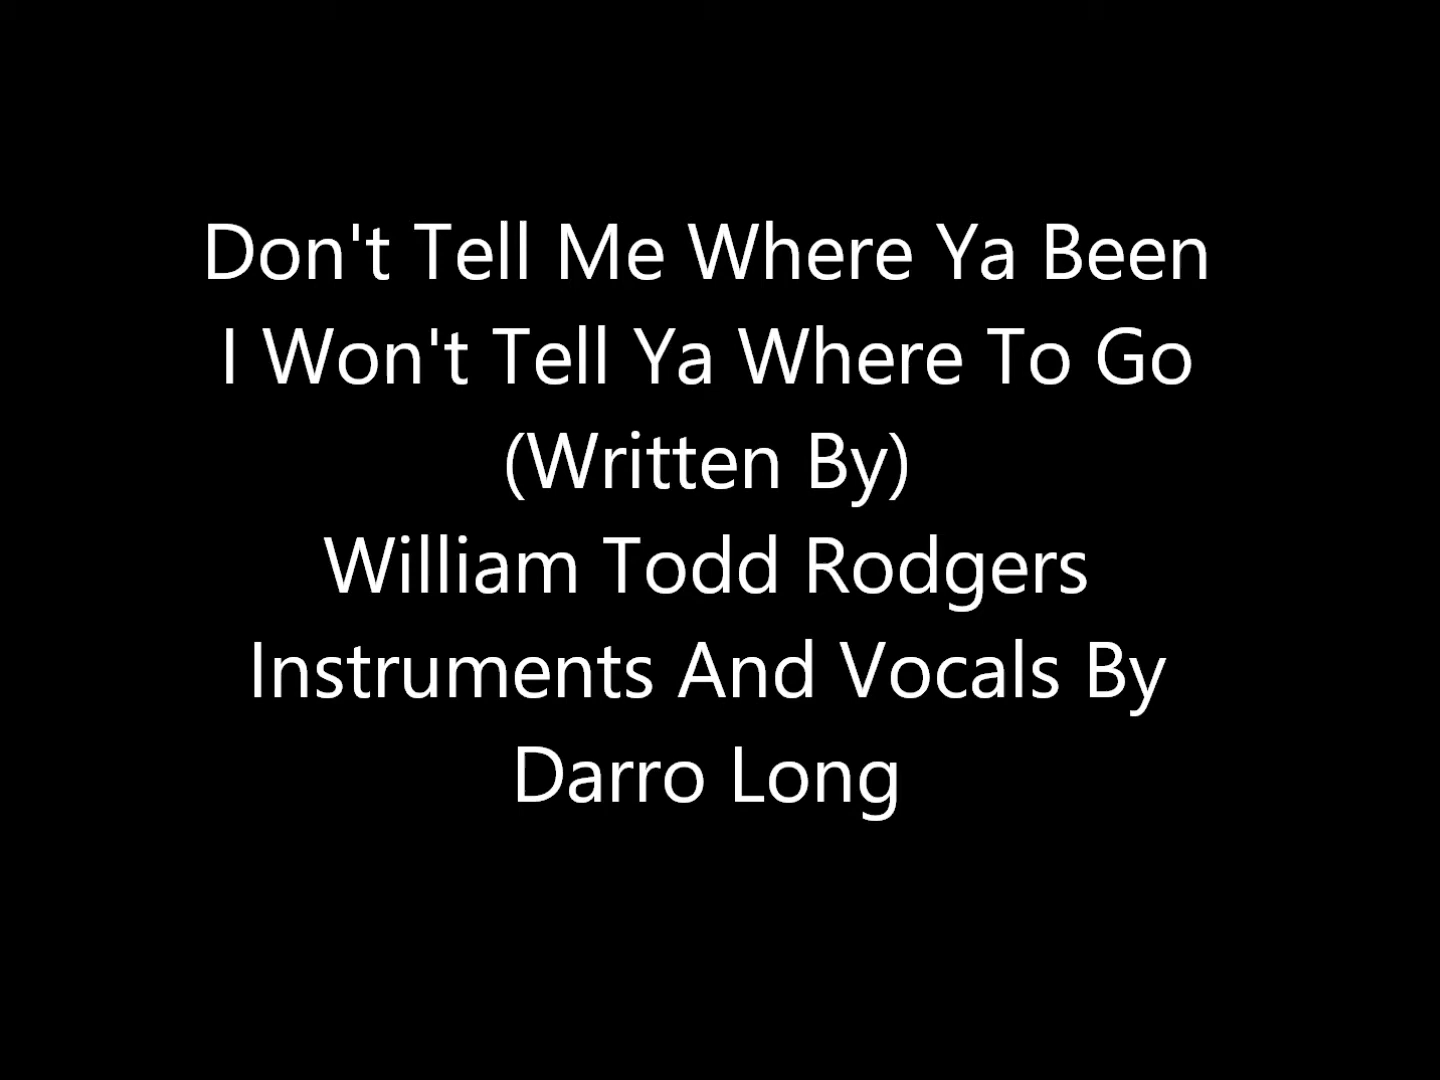 Don't Tell Me Where Ya Been
I Won't Tell Ya Where To Go
(Written By)
William Todd Rodgers
Instruments And Vocals By
Darro Long